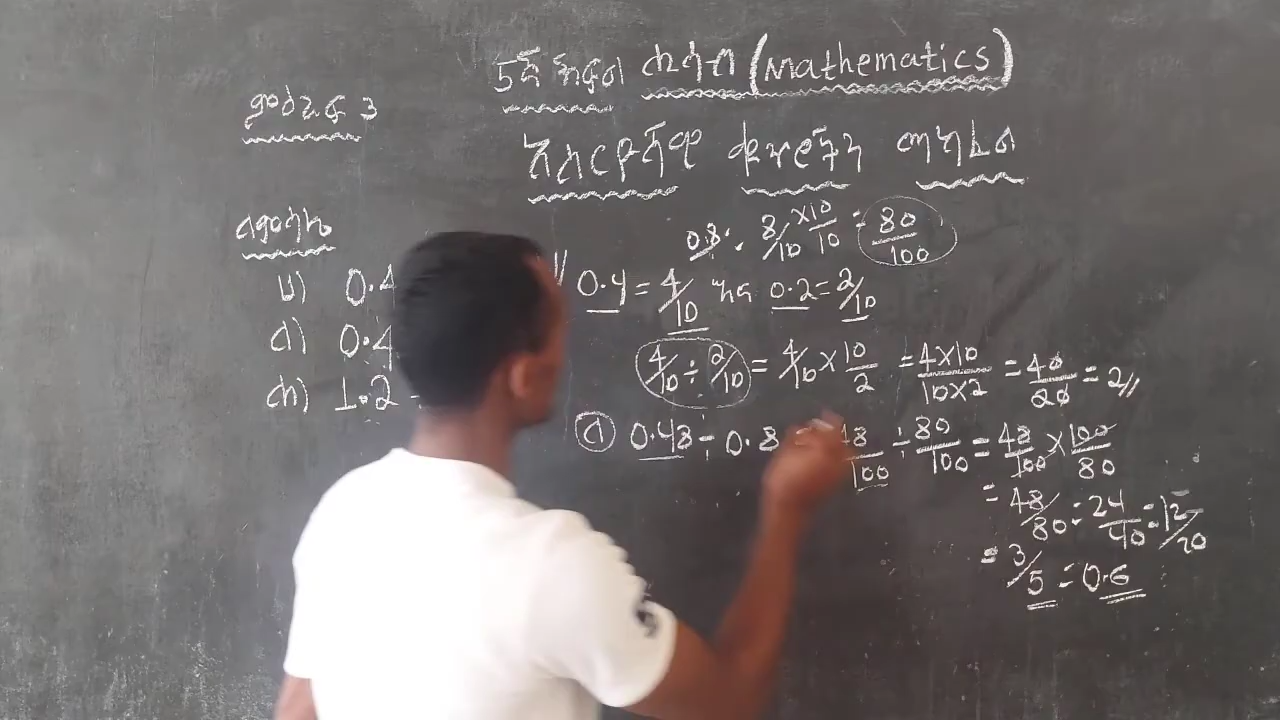 5ኛ ክፍል ሒሳብ (Mathematics)
ምዕራፍ 3
አስርዮሻዊ ቁጥሮችን ማካፈል
ለምሳሌ
0.8 = 8/10 ×10/10 = 80/100
ሀ) 0.4
0.4 = 4/10 እና 0.2 = 2/10
ለ) 0.4
4/10 ÷ 2/10 = 4/10 × 10/2 = 4×10/10×2 = 40/20 = 2//
ሐ) 1.2
ለ 0.48 ÷ 0.8 = 48/100 ÷ 80/100 = 48/100 × 100/80
= 48/80 = 24/40 = 12/20
= 3/5 = 0.6